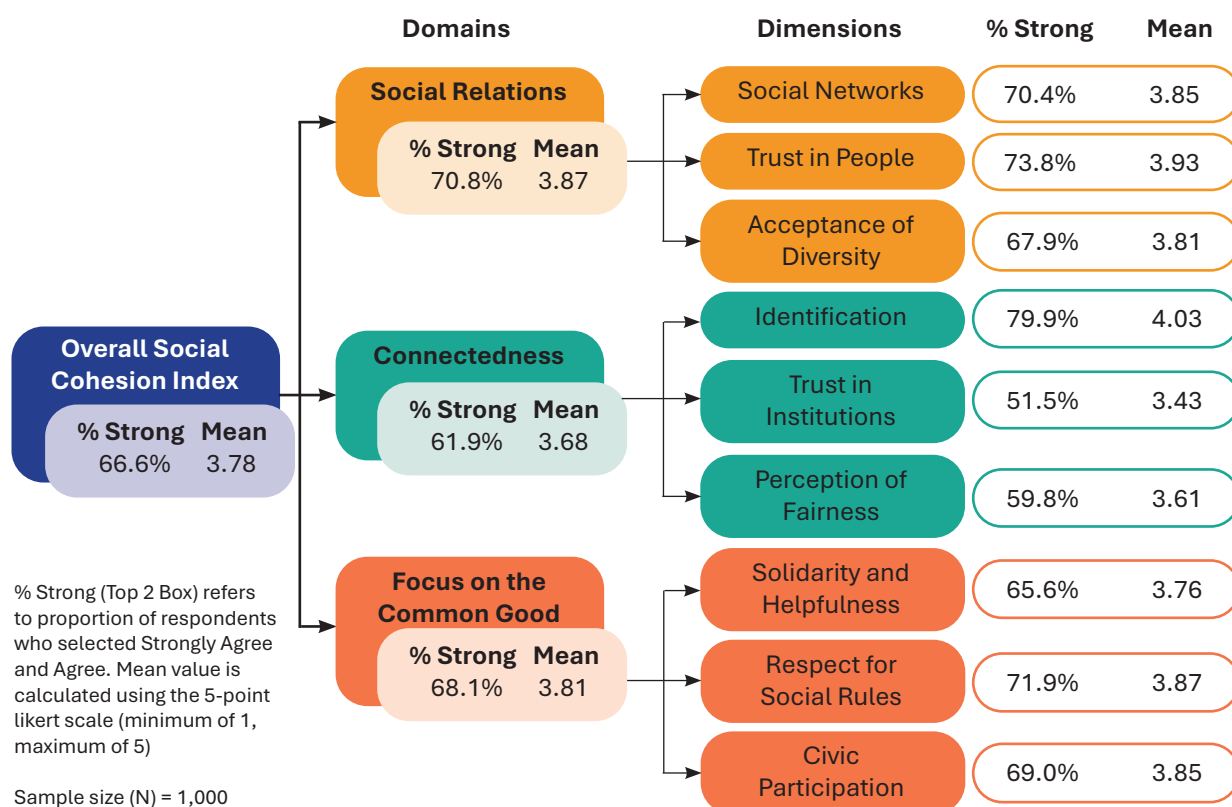 Domains
Dimensions
% Strong
Mean
Social Relations
% Strong Mean
70.8% 3.87
Social Networks
70.4% 3.85
Trust in People
73.8% 3.93
Acceptance of
Diversity
67.9% 3.81
Overall Social
Cohesion Index
% Strong Mean
66.6% 3.78
Connectedness
% Strong Mean
61.9% 3.68
Identification
79.9% 4.03
Trust in
Institutions
51.5% 3.43
Perception of
Fairness
59.8% 3.61
Focus on the
Common Good
% Strong Mean
68.1% 3.81
Solidarity and
Helpfulness
65.6% 3.76
Respect for
Social Rules
71.9% 3.87
Civic
Participation
69.0% 3.85
% Strong (Top 2 Box) refers
to proportion of respondents
who selected Strongly Agree
and Agree. Mean value is
calculated using the 5-point
likert scale (minimum of 1,
maximum of 5)
Sample size (N) = 1,000